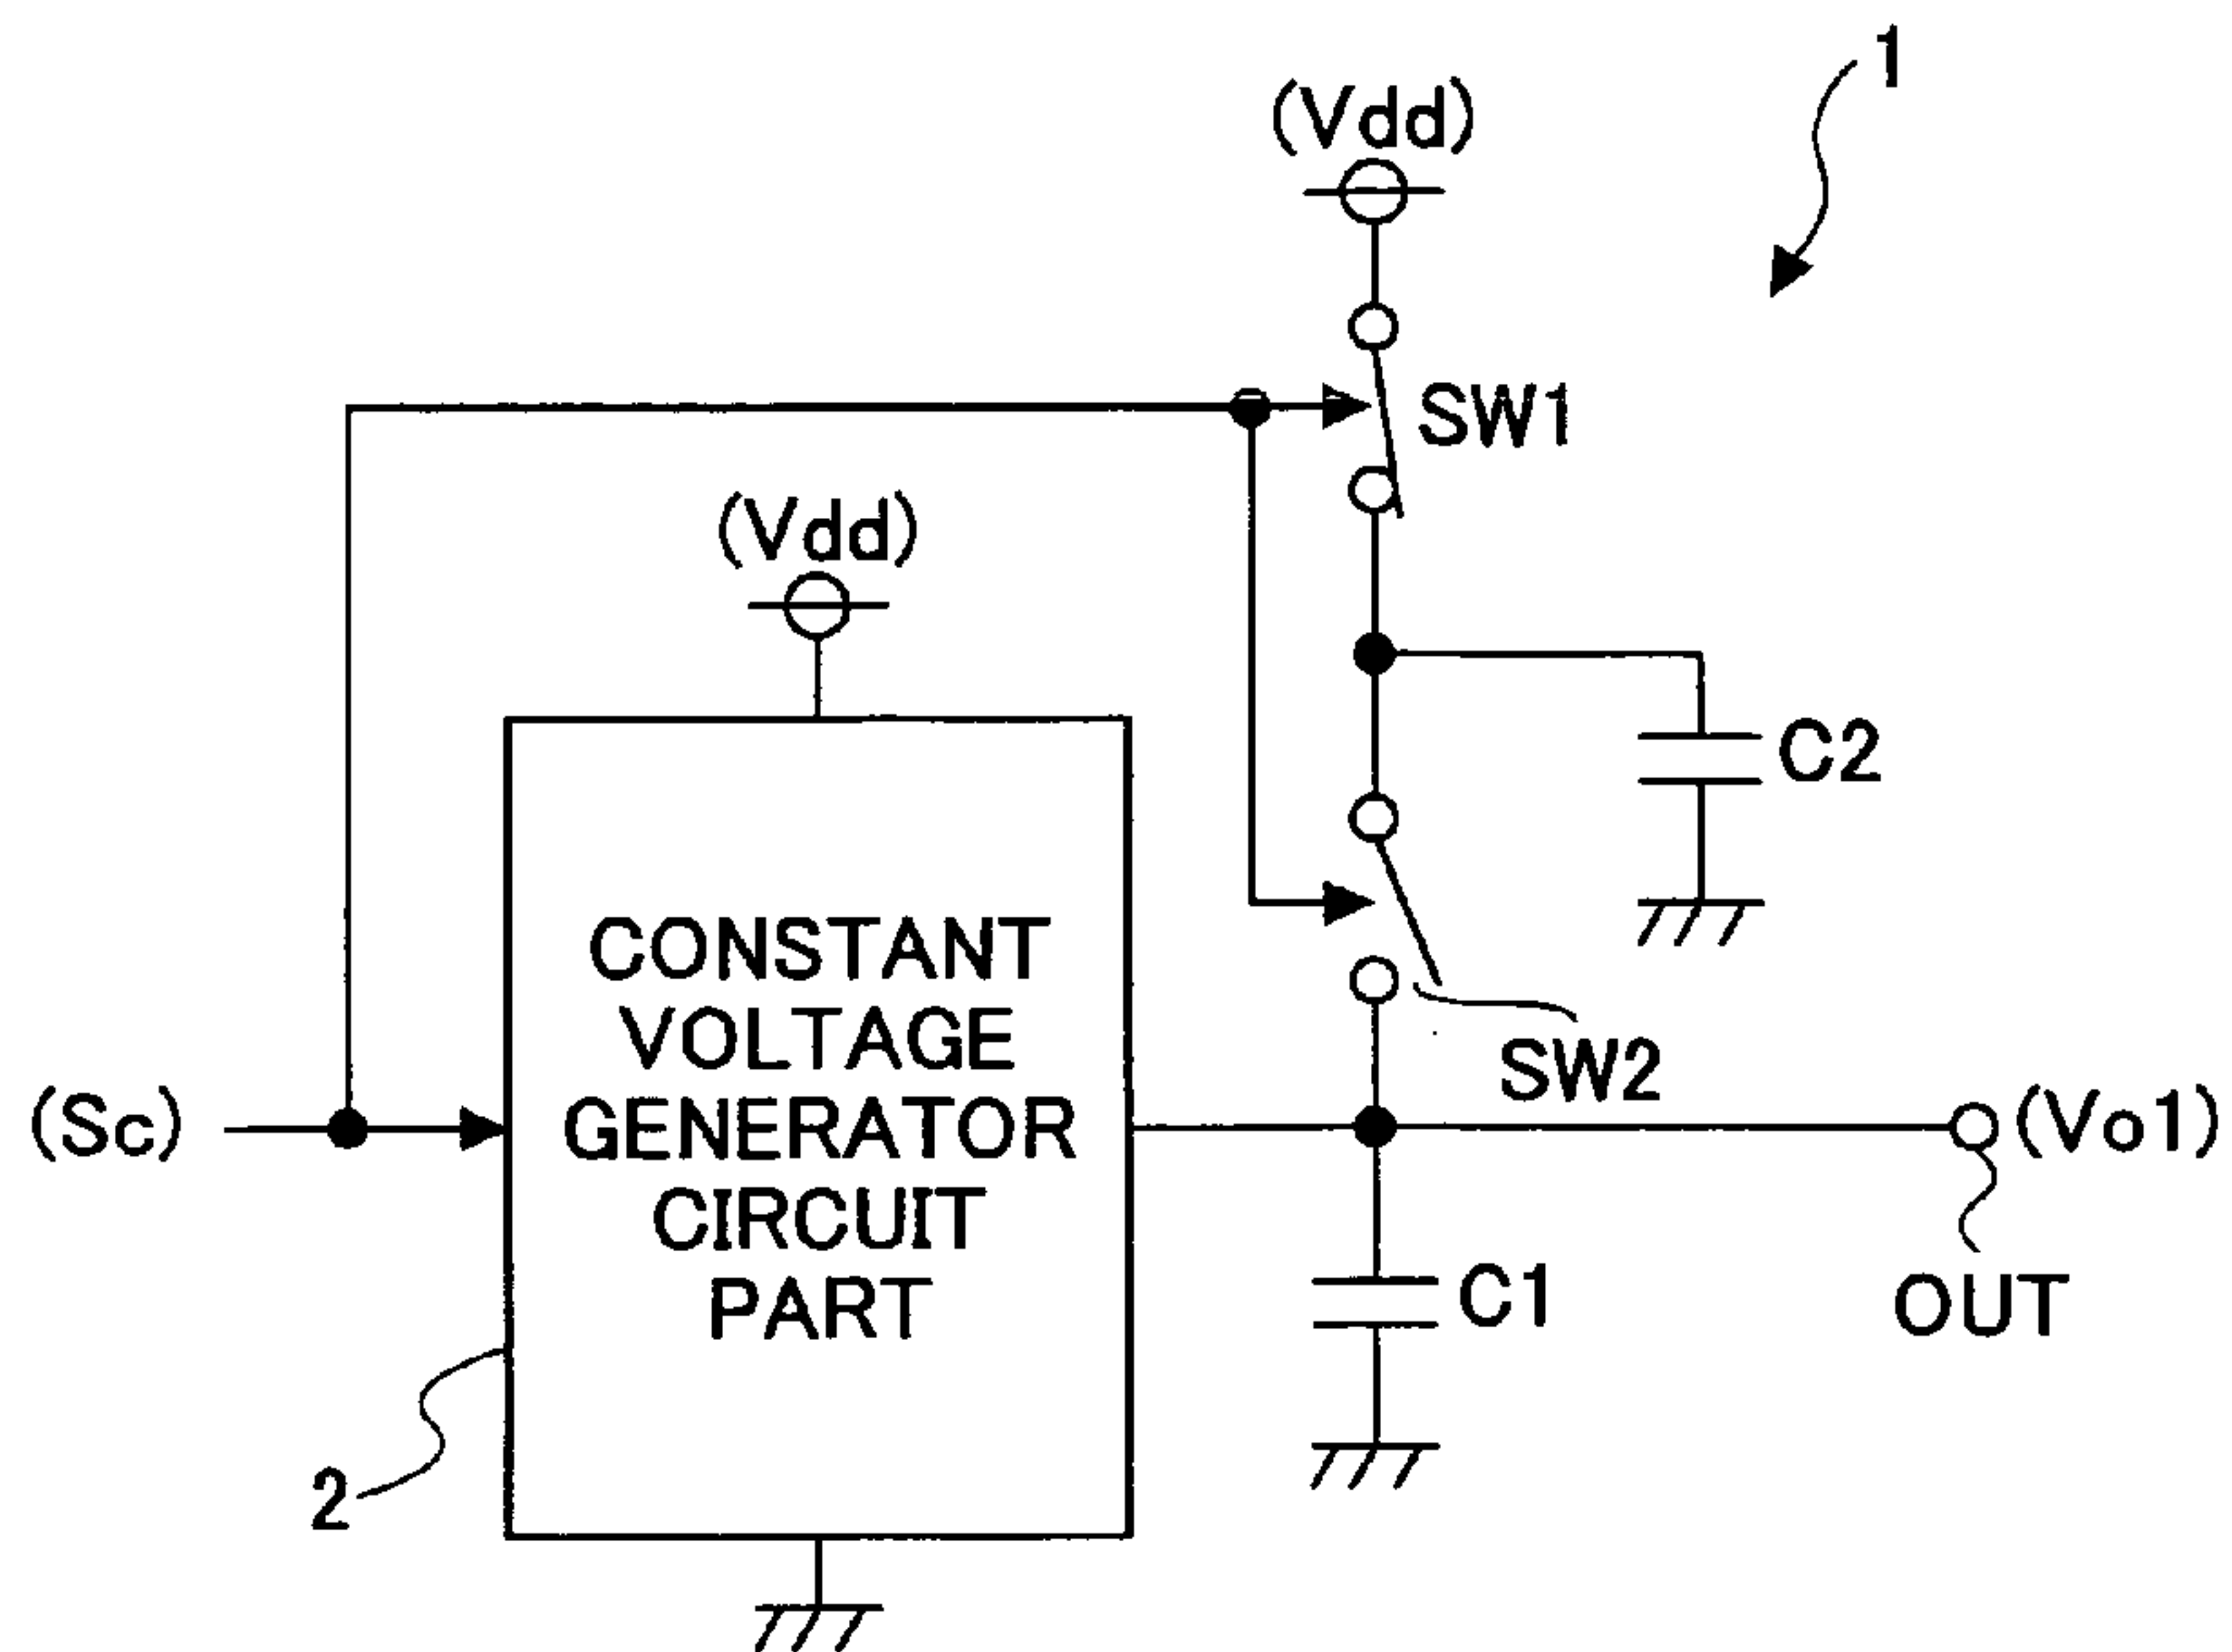 1
(Vdd)
SW1
(Vdd)
C2
CONSTANT
VOLTAGE
GENERATOR
CIRCUIT
PART
SW2
(Sc)
(Vo1)
C1
OUT
2